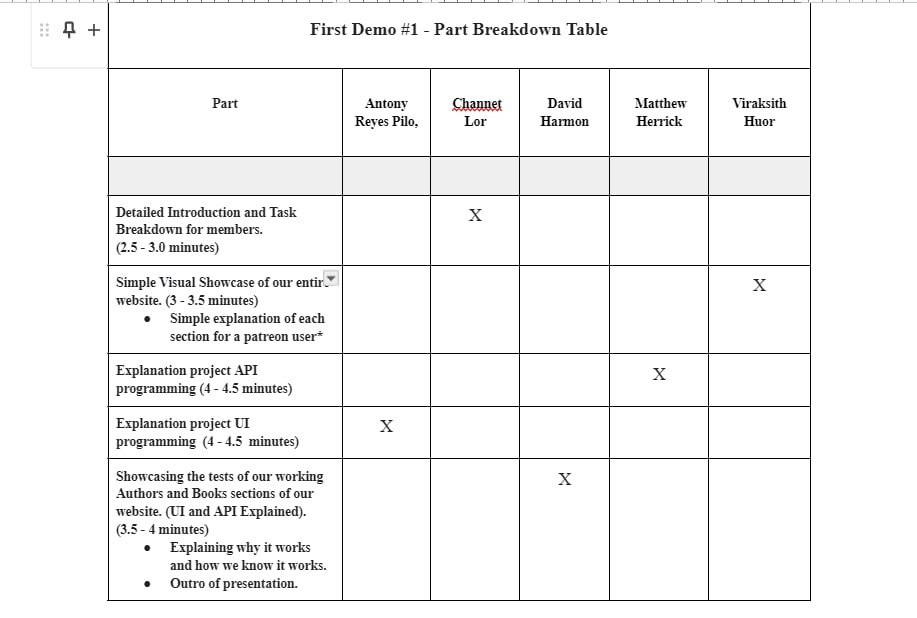 First Demo #1 - Part Breakdown Table
Part
Antony
Reyes Pilo,
Channet
Lor
David
Harmon
Matthew
Herrick
Viraksith
Huor
Detailed Introduction and Task
Breakdown for members.
(2.5 - 3.0 minutes)
X
Simple Visual Showcase of our entire
website. (3 - 3.5 minutes)
● Simple explanation of each
section for a patreon user*
X
Explanation project API
programming (4 - 4.5 minutes)
X
Explanation project UI
programming (4 - 4.5 minutes)
X
Showcasing the tests of our working
Authors and Books sections of our
website. (UI and API Explained).
(3.5 - 4 minutes)
● Explaining why it works
and how we know it works.
● Outro of presentation.
X